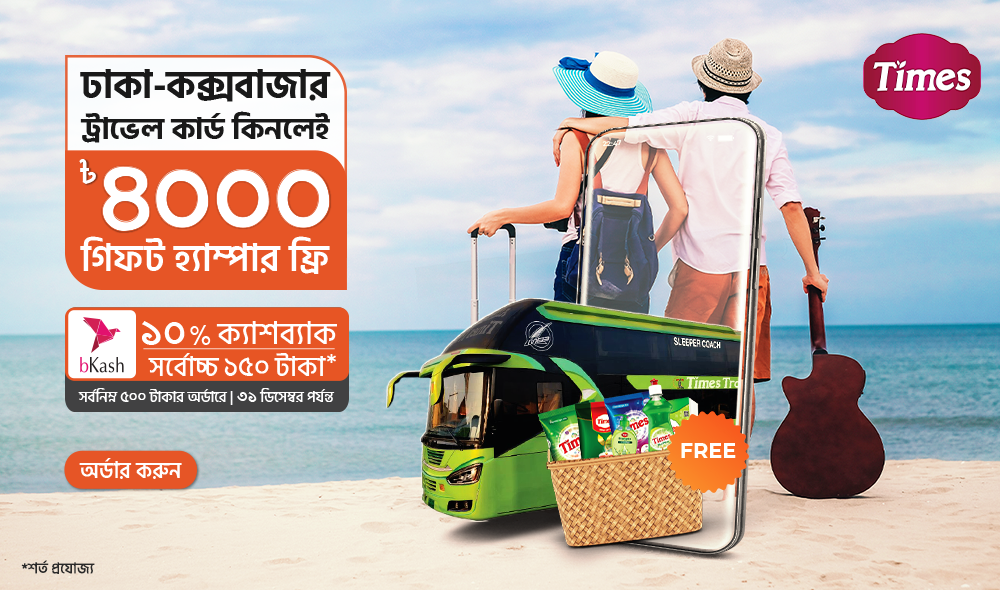 ঢাকা-কক্সবাজার
ট্রাভেল কার্ড কিনলেই
৳ ৪০০০
গিফট হ্যাম্পার ফ্রি
bKash
১০% ক্যাশব্যাক
সর্বোচ্চ ১৫০ টাকা*
সর্বনিম্ন ৫০০ টাকার অর্ডারে | ৩১ ডিসেম্বর পর্যন্ত
অর্ডার করুন
*শর্ত প্রযোজ্য
Times
SLEEPER COACH
Times Tra
Times
FREE